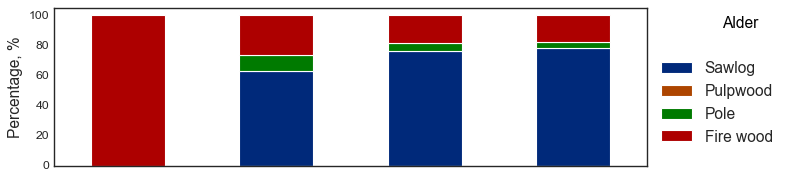 Percentage, %
100
80
60
40
20
0
Alder
Sawlog
Pulpwood
Pole
Fire wood